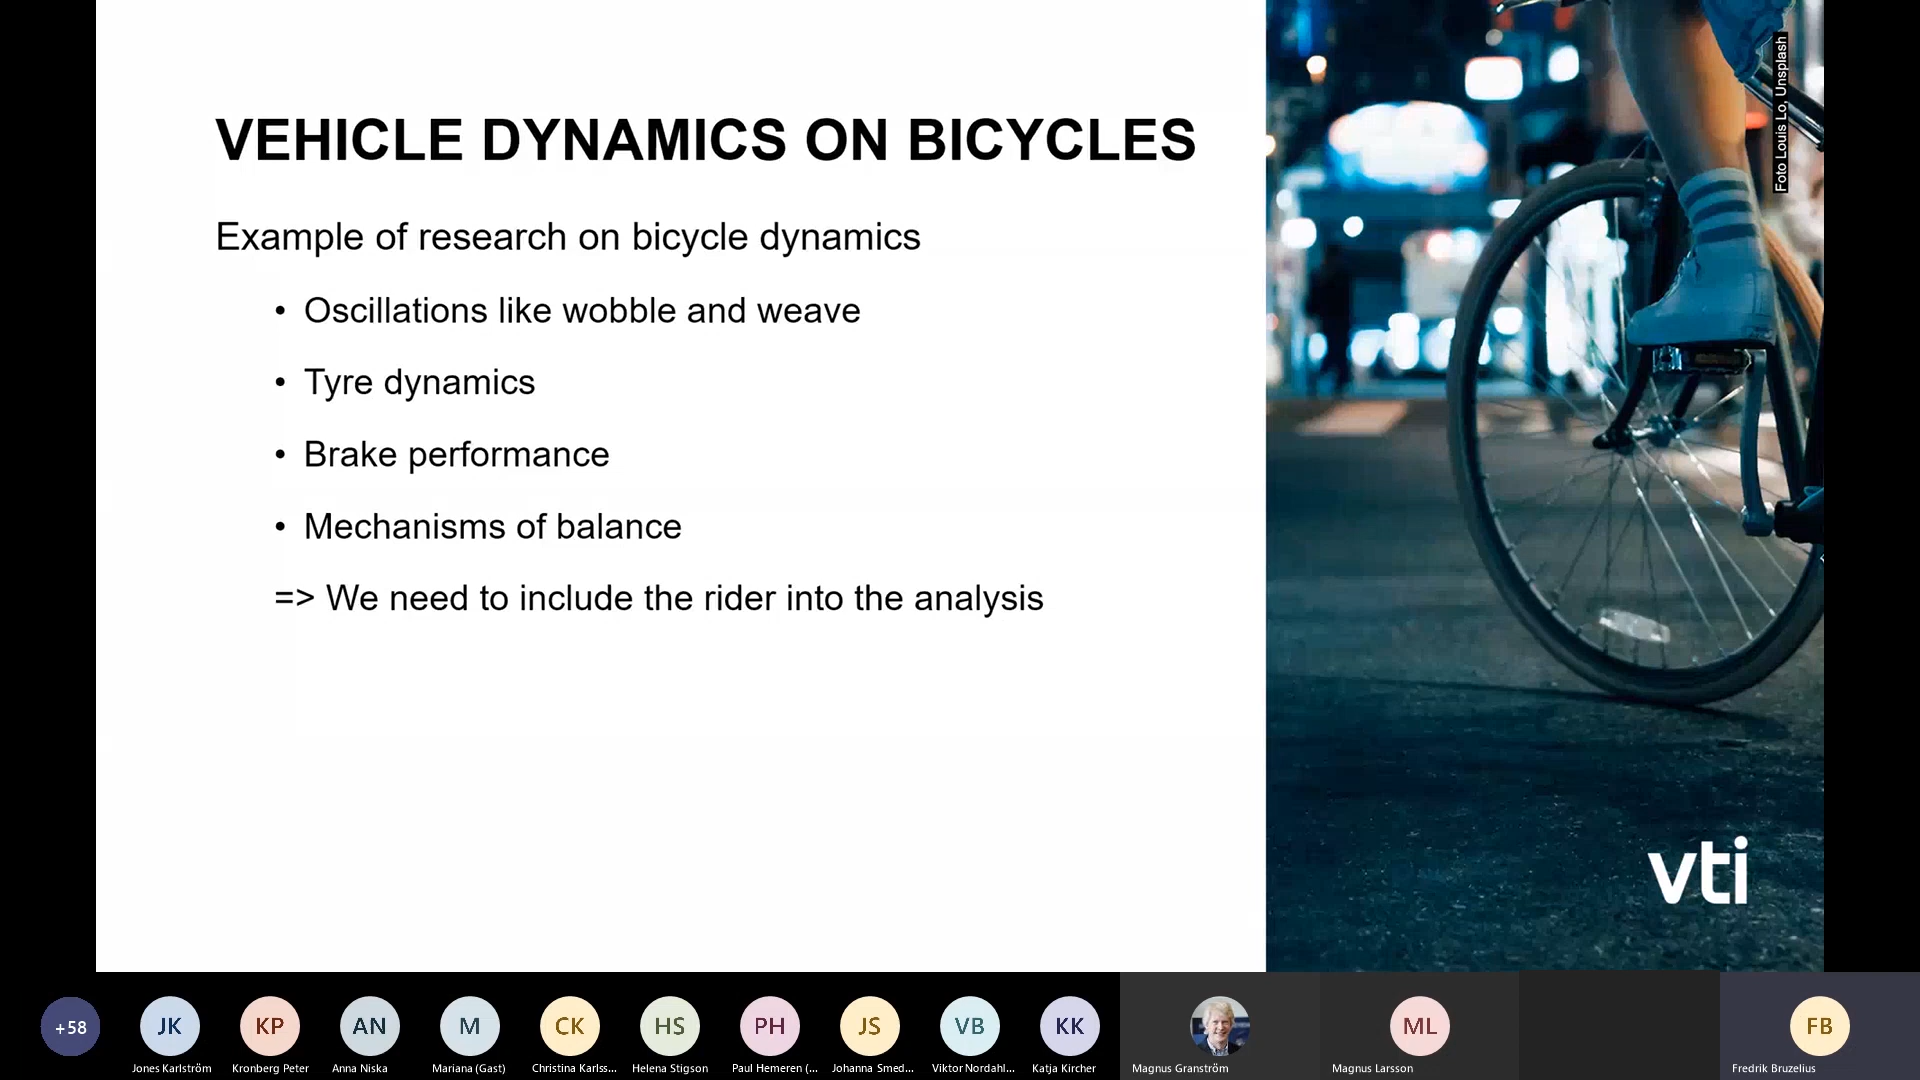 VEHICLE DYNAMICS ON BICYCLES
Example of research on bicycle dynamics
• Oscillations like wobble and weave
• Tyre dynamics
• Brake performance
• Mechanisms of balance
=> We need to include the rider into the analysis
Foto Louis Lo, Unsplash
vti
+58
JK
KP
AN
M
CK
HS
PH
JS
VB
KK
ML
FB
Jones Karlström
Kronberg Peter
Anna Niska
Mariana (Gast)
Christina Karlss...
Helena Stigson
Paul Hemeren (...
Johanna Smed...
Viktor Nordahl...
Katja Kircher
Magnus Granström
Magnus Larsson
Fredrik Bruzelius